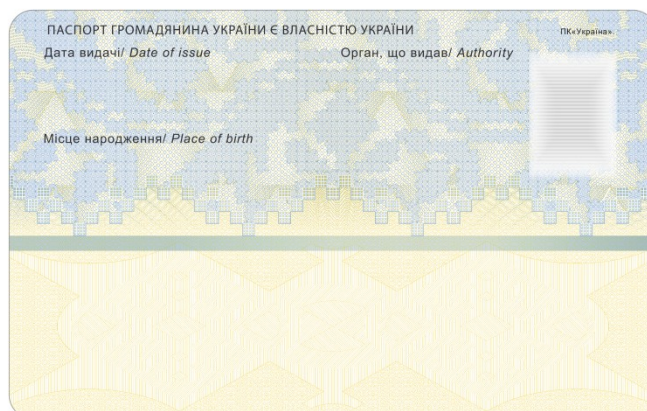 ПАСПОРТ ГРОМАДЯНИНА УКРАЇНИ Є ВЛАСНІСТЮ УКРАЇНИ
ПК«Україна».
Дата видачі/ Date of issue
Орган, що видав/ Authority
Місце народження/ Place of birth